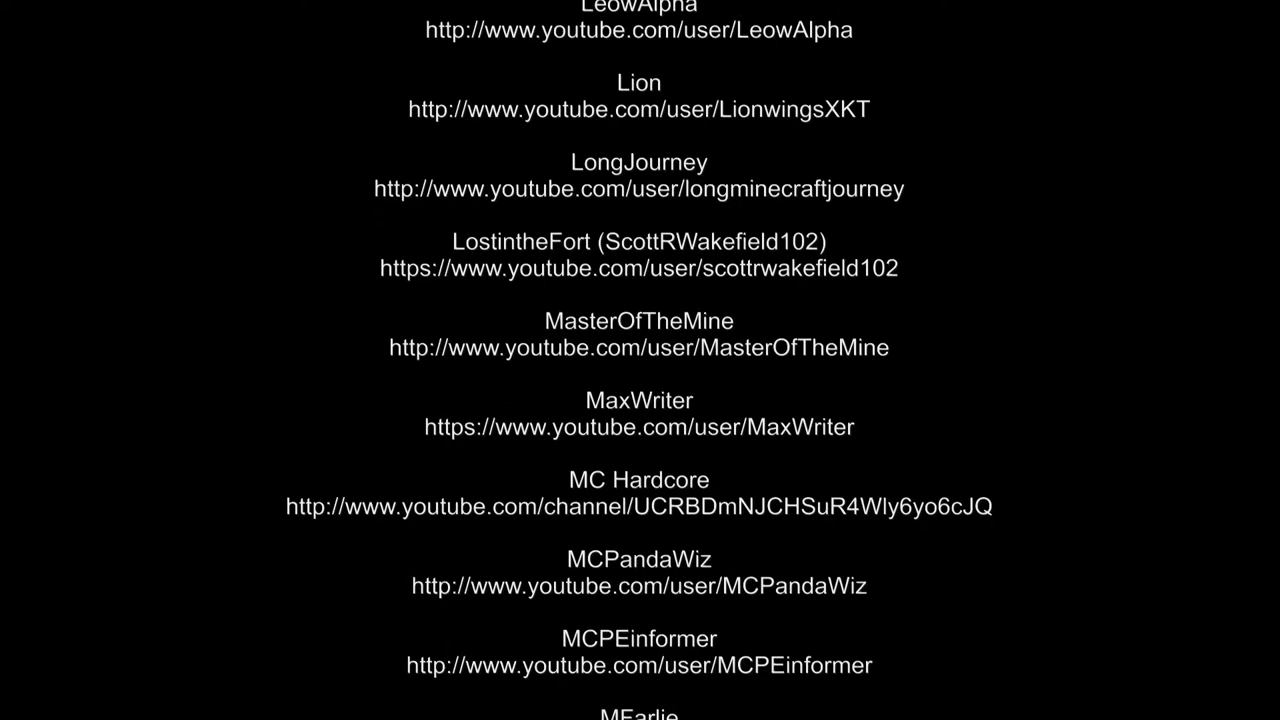 LeowAlpha
http://www.youtube.com/user/LeowAlpha
Lion
http://www.youtube.com/user/LionwingsXKT
LongJourney
http://www.youtube.com/user/longminecraftjourney
LostintheFort (ScottRWakefield102)
https://www.youtube.com/user/scottrwakefield102
MasterOfTheMine
http://www.youtube.com/user/MasterOfTheMine
MaxWriter
https://www.youtube.com/user/MaxWriter
MC Hardcore
http://www.youtube.com/channel/UCRBDmNJCHSuR4Wly6yo6cJQ
MCPandaWiz
http://www.youtube.com/user/MCPandaWiz
MCPEinformer
http://www.youtube.com/user/MCPEinformer
MFarlie